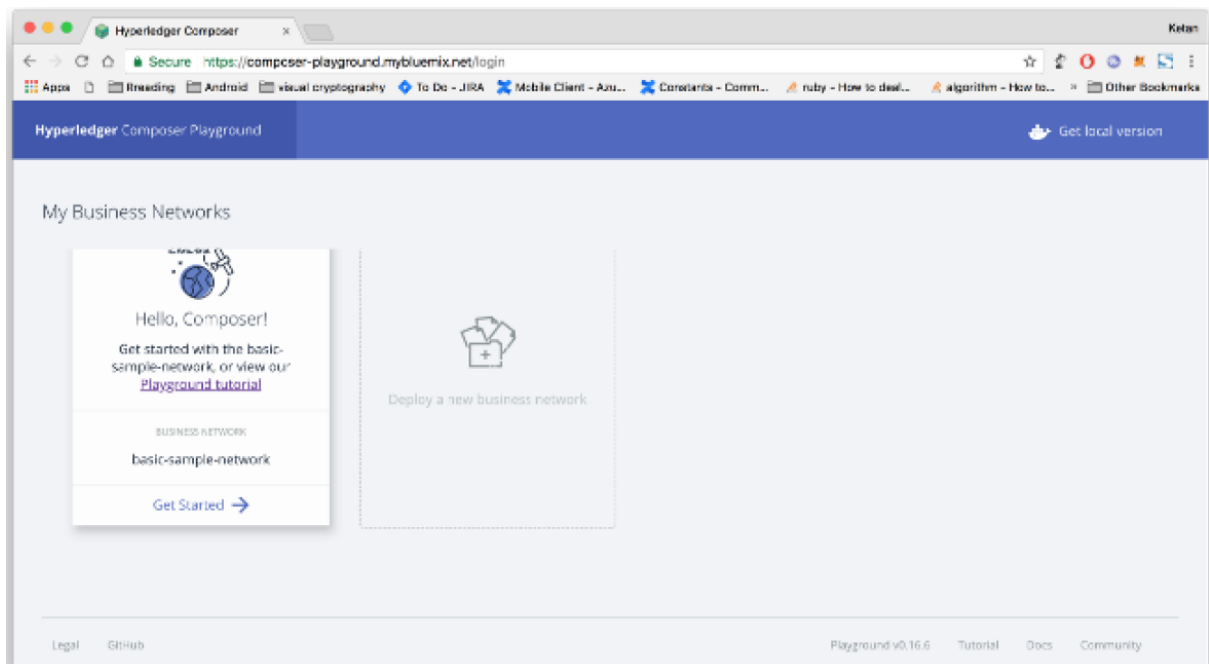 Hyperledger Composer
Ketan
Secure https://composer-playground.mybluemix.net/login
Apps Rreeding Android visual cryptography To Do - JIRA Mobile Client - Azu... Constants - Comm... ruby - How to deal... algorithm - How to... » Other Bookmarks
Hyperledger Composer Playground
Get local version
My Business Networks
Hello, Composer!
Get started with the basic-
sample-network, or view our
Playground tutorial
BUSINESS NETWORK
basic-sample-network
Get Started
Deploy a new business network
Legal GitHub Playground v0.16.6 Tutorial Docs Community